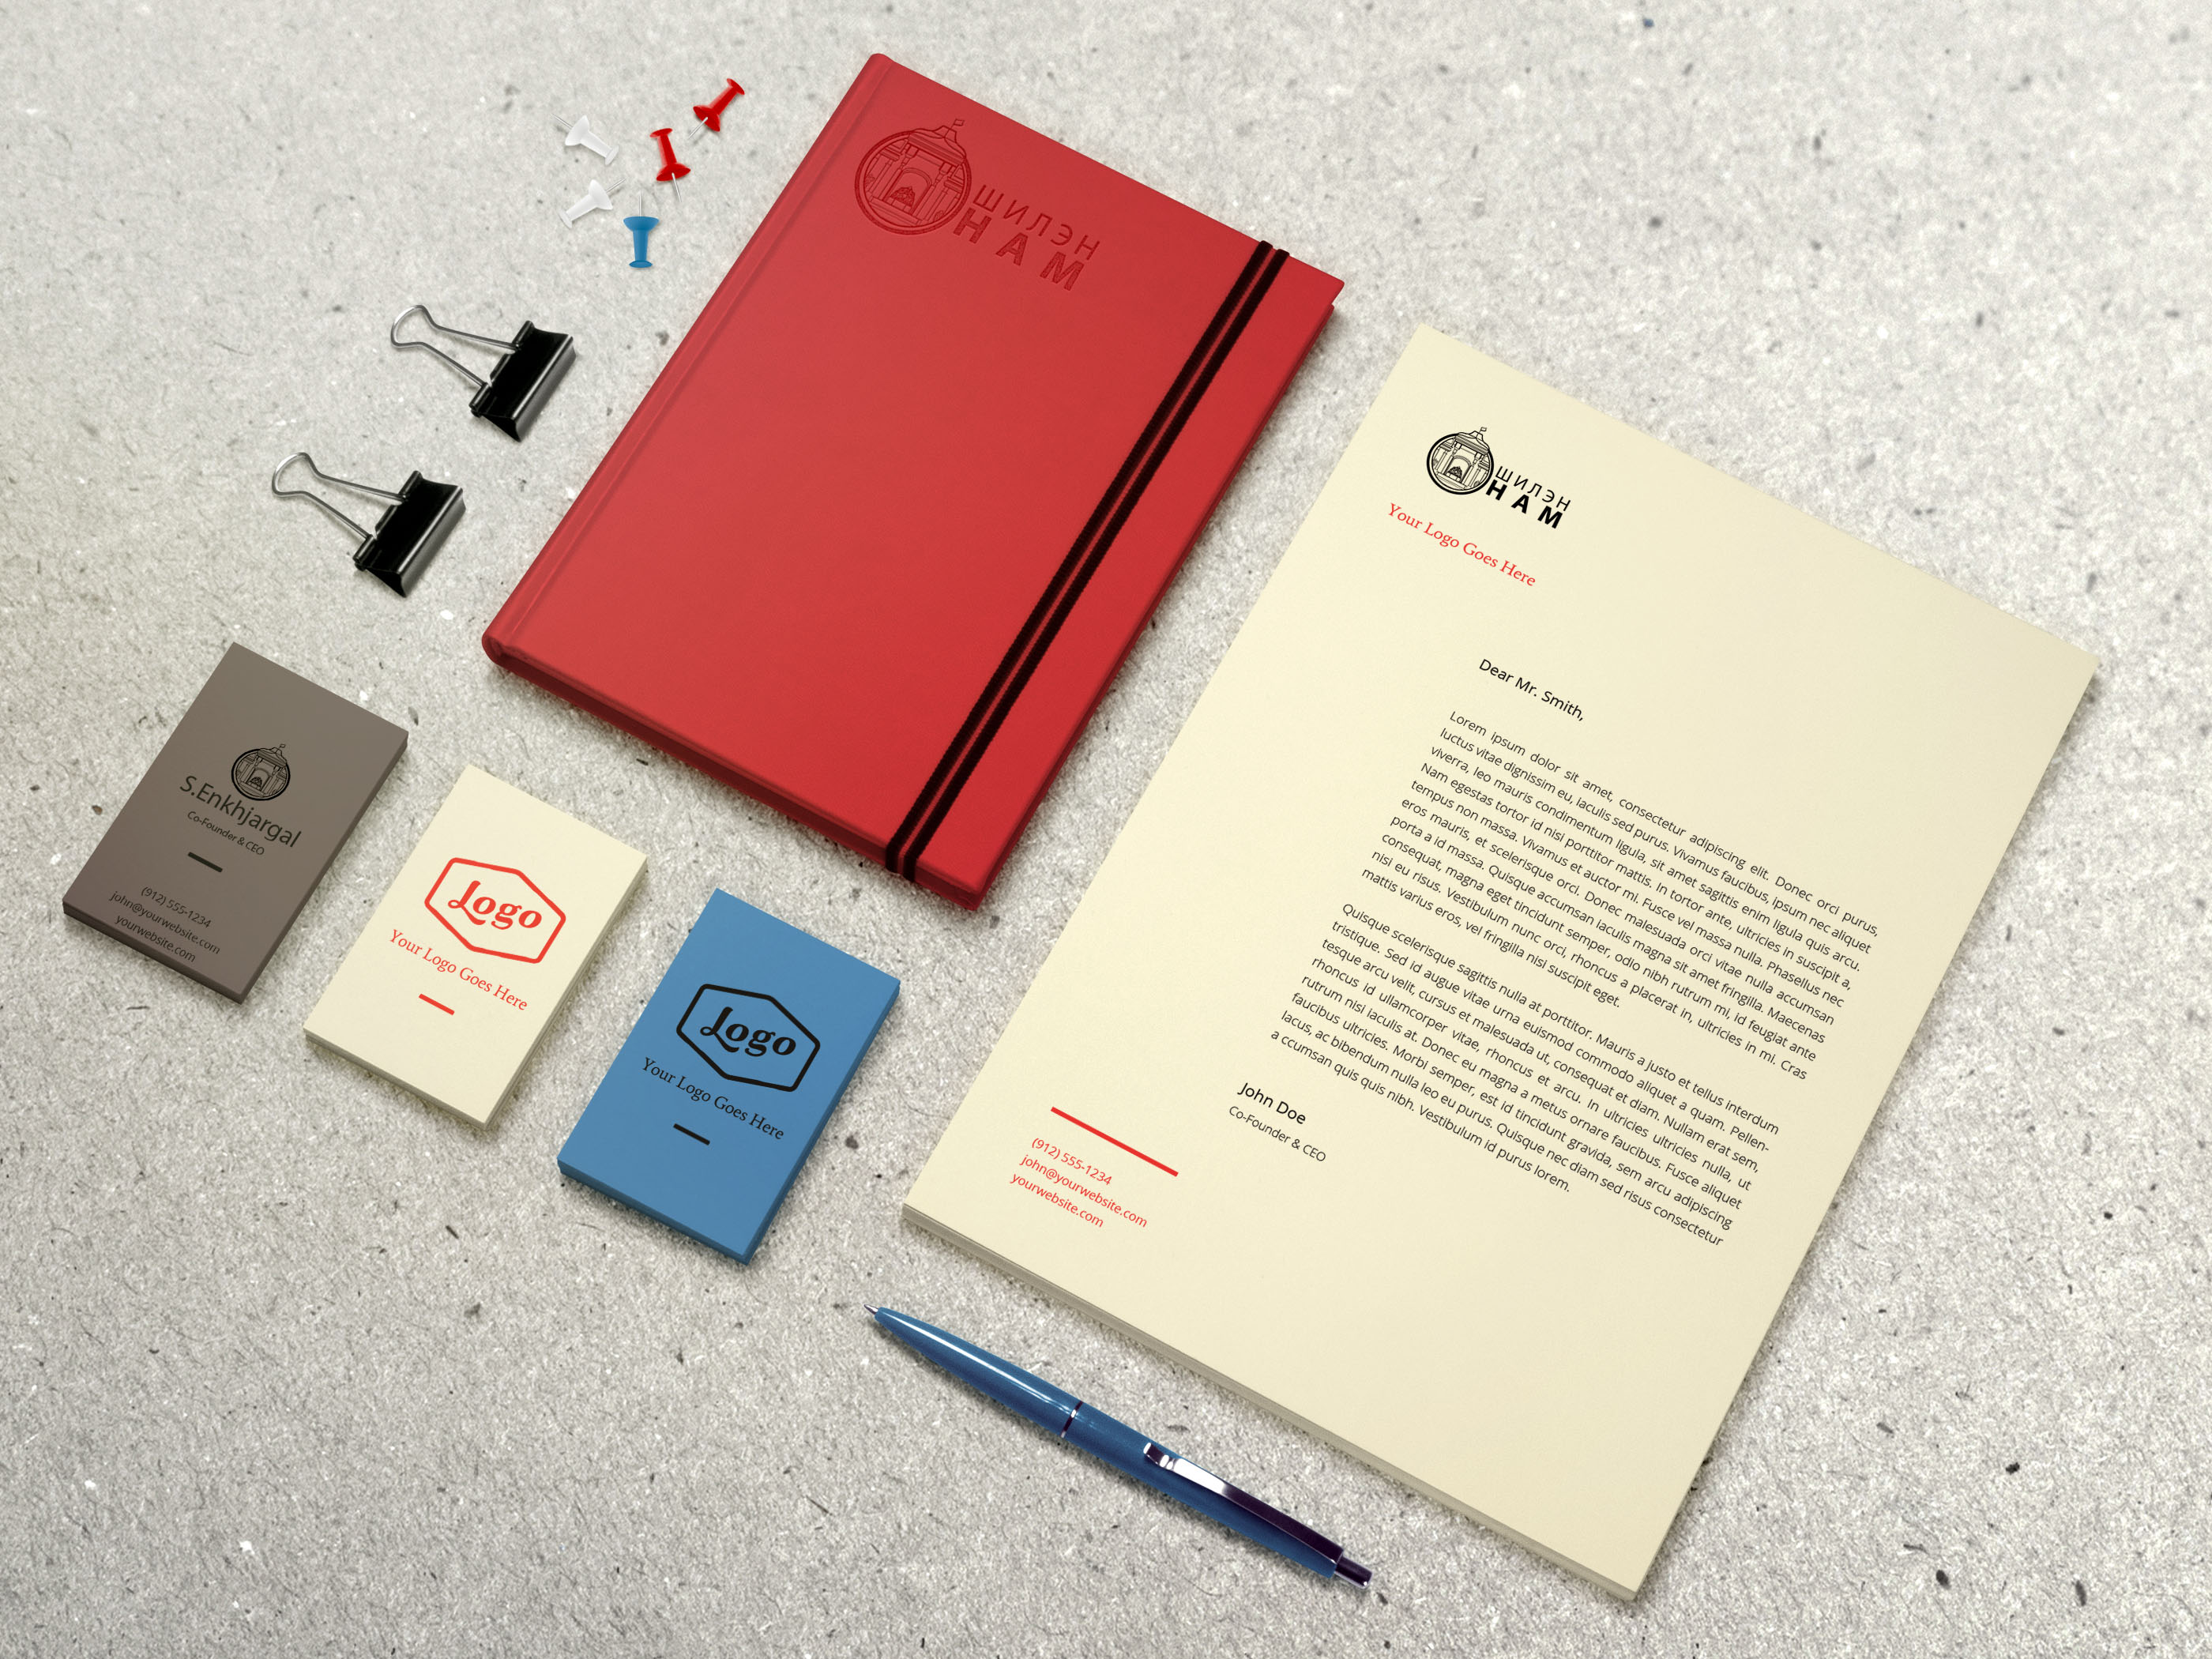 ШИЛЭН
НАМ
ШИЛЭН
НАМ
Your Logo Goes Here
Dear Mr. Smith,
Lorem ipsum dolor sit amet, consectetur adipiscing elit. Donec orci purus,
luctus vitae dignissim eu, iaculis sed purus. Vivamus faucibus, ipsum nec aliquet
viverra, leo mauris condimentum ligula, sit amet sagittis enim ligula quis arcu.
Nam egestas tortor id nisl porttitor mattis. In tortor ante, ultricies in suscipit a,
tempus non massa. Vivamus et auctor mi. Fusce vel massa nulla. Phasellus nec
eros mauris, et scelerisque orci. Donec malesuada orci vitae nulla accumsan
porta a id massa. Quisque accumsan iaculis magna sit amet fringilla. Maecenas
consequat, magna eget tincidunt semper, odio nibh rutrum mi, id feugiat ante
nisl eu risus. Vestibulum nunc orci, rhoncus a placerat in, ultricies in mi. Cras
mattis varius eros, vel fringilla nisi suscipit eget.
Quisque scelerisque sagittis nulla at porttitor. Mauris a justo et tellus interdum
tristique. Sed id augue vitae urna euismod commodo aliquet a quam. Pellen-
tesque arcu velit, cursus et malesuada ut, consequat et diam. Nullam erat sem,
rhoncus id ullamcorper vitae, rhoncus et arcu. In ultricies ultricies nulla, ut
rutrum nisi iaculis at. Donec eu magna a metus ornare faucibus. Fusce aliquet
faucibus ultricies. Morbi semper, est id tincidunt gravida, sem arcu adipiscing
lacus, ac bibendum nulla leo eu purus. Quisque nec diam sed risus consectetur
a ccumsan quis quis nibh. Vestibulum id purus lorem.
John Doe
Co-Founder & CEO
(912) 555-1234
john@yourwebsite.com
yourwebsite.com
S.Enkhjargal
Co-Founder & CEO
(912) 555-1234
john@yourwebsite.com
yourwebsite.com
Logo
Your Logo Goes Here
Logo
Your Logo Goes Here